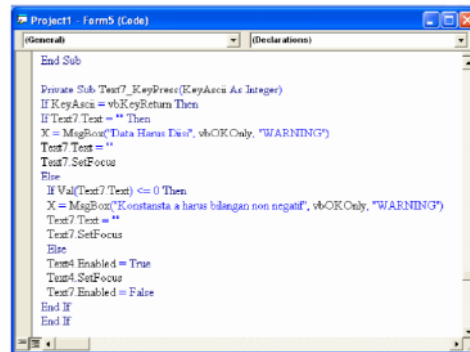 Project1 - Form5 (Code)
(General) (Declarations)
End Sub
Private Sub Text7_KeyPress(KeyAscii As Integer)
If KeyAscii = vbKeyReturn Then
If Text7.Text = "" Then
X = MsgBox("Data Harus Diisi", vbOKOnly, "WARNING")
Text7.Text = ""
Text7.SetFocus
Else
If Val(Text7.Text) <= 0 Then
X = MsgBox("Konstansta a harus bilangan non negatif", vbOKOnly, "WARNING")
Text7.Text = ""
Text7.SetFocus
Else
Text4.Enabled = True
Text4.SetFocus
Text7.Enabled = False
End If
End If